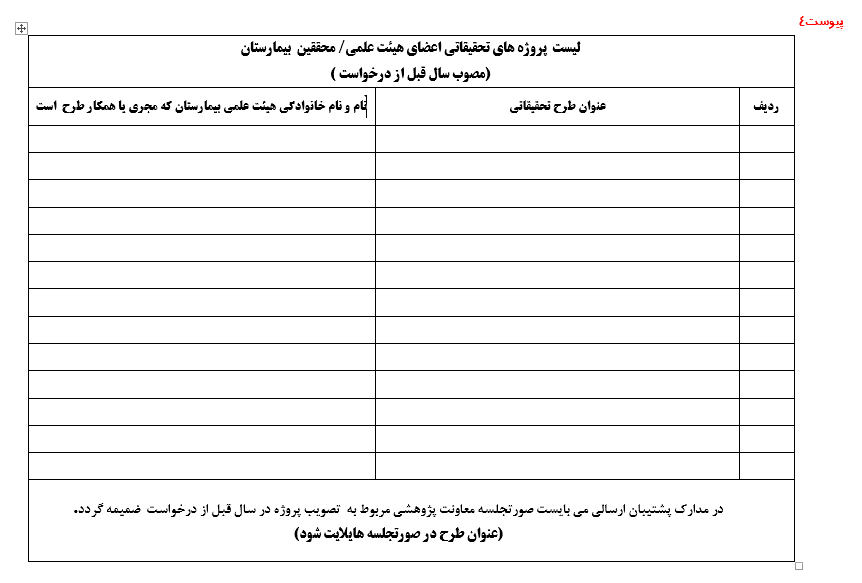 پیوست٤
لیست پروژه های تحقیقاتی اعضای هیئت علمی/ محققین بیمارستان
(مصوب سال قبل از درخواست )
ردیف
عنوان طرح تحقیقاتی
نام و نام خانوادگی هیئت علمی بیمارستان که مجری یا همکار طرح است
در مدارک پشتیبان ارسالی می بایست صورتجلسه معاونت پژوهشی مربوط به تصویب پروژه در سال قبل از درخواست ضمیمه گردد.
(عنوان طرح در صورتجلسه هایلایت شود)